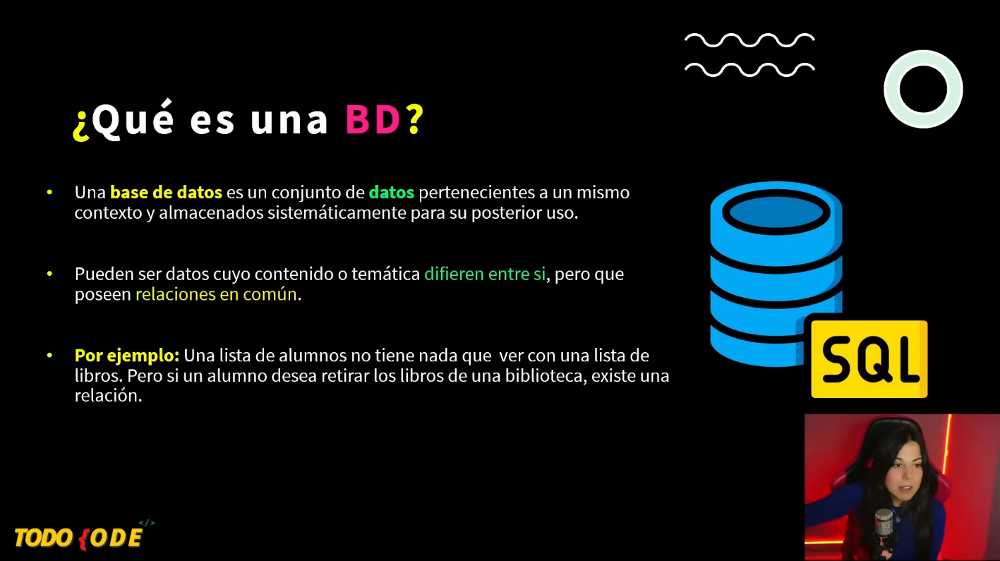 ¿Qué es una BD?
• Una base de datos es un conjunto de datos pertenecientes a un mismo
contexto y almacenados sistemáticamente para su posterior uso.
• Pueden ser datos cuyo contenido o temática difieren entre si, pero que
poseen relaciones en común.
• Por ejemplo: Una lista de alumnos no tiene nada que  ver con una lista de
libros. Pero si un alumno desea retirar los libros de una biblioteca, existe una
relación.
SQL
TODO {ODE </>